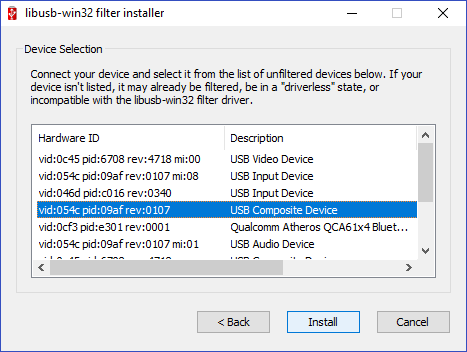 libusb-win32 filter installer
Device Selection
Connect your device and select it from the list of unfiltered devices below. If your
device isn't listed, it may already be filtered, be in a "driverless" state, or
incompatible with the libusb-win32 filter driver.
Hardware ID Description
vid:0c45 pid:6708 rev:4718 mi:00 USB Video Device
vid:054c pid:09af rev:0107 mi:08 USB Input Device
vid:046d pid:c016 rev:0340 USB Input Device
vid:054c pid:09af rev:0107 USB Composite Device
vid:0cf3 pid:e301 rev:0001 Qualcomm Atheros QCA61x4 Bluet...
vid:054c pid:09af rev:0107 mi:01 USB Audio Device
< Back Install Cancel